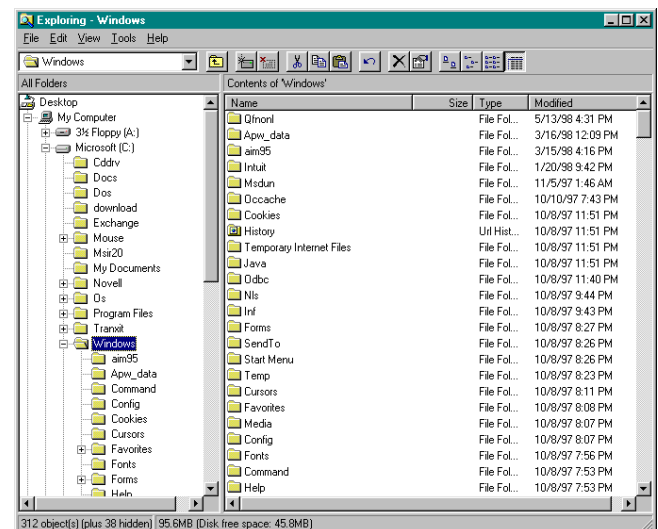 Exploring - Windows
File Edit View Tools Help
Windows
All Folders
Contents of 'Windows'
Desktop
My Computer
3½ Floppy (A:)
Microsoft (C:)
Cddrv
Docs
Dos
download
Exchange
Mouse
Msir20
My Documents
Novell
Os
Program Files
Tranxit
Windows
aim95
Apw_data
Command
Config
Cookies
Cursors
Favorites
Fonts
Forms
Help
Name Size Type Modified
Qfnonl File Fol... 5/13/98 4:31 PM
Apw_data File Fol... 3/16/98 12:09 PM
aim95 File Fol... 3/15/98 4:16 PM
Intuit File Fol... 1/20/98 9:42 PM
Msdun File Fol... 11/5/97 1:46 AM
Occache File Fol... 10/10/97 7:43 PM
Cookies File Fol... 10/8/97 11:51 PM
History Url Hist... 10/8/97 11:51 PM
Temporary Internet Files File Fol... 10/8/97 11:51 PM
Java File Fol... 10/8/97 11:51 PM
Odbc File Fol... 10/8/97 11:40 PM
Nls File Fol... 10/8/97 9:44 PM
Inf File Fol... 10/8/97 9:43 PM
Forms File Fol... 10/8/97 8:27 PM
SendTo File Fol... 10/8/97 8:26 PM
Start Menu File Fol... 10/8/97 8:26 PM
Temp File Fol... 10/8/97 8:23 PM
Cursors File Fol... 10/8/97 8:11 PM
Favorites File Fol... 10/8/97 8:08 PM
Media File Fol... 10/8/97 8:07 PM
Config File Fol... 10/8/97 8:07 PM
Fonts File Fol... 10/8/97 7:56 PM
Command File Fol... 10/8/97 7:53 PM
Help File Fol... 10/8/97 7:53 PM
312 object(s) (plus 38 hidden) 95.6MB (Disk free space: 45.8MB)